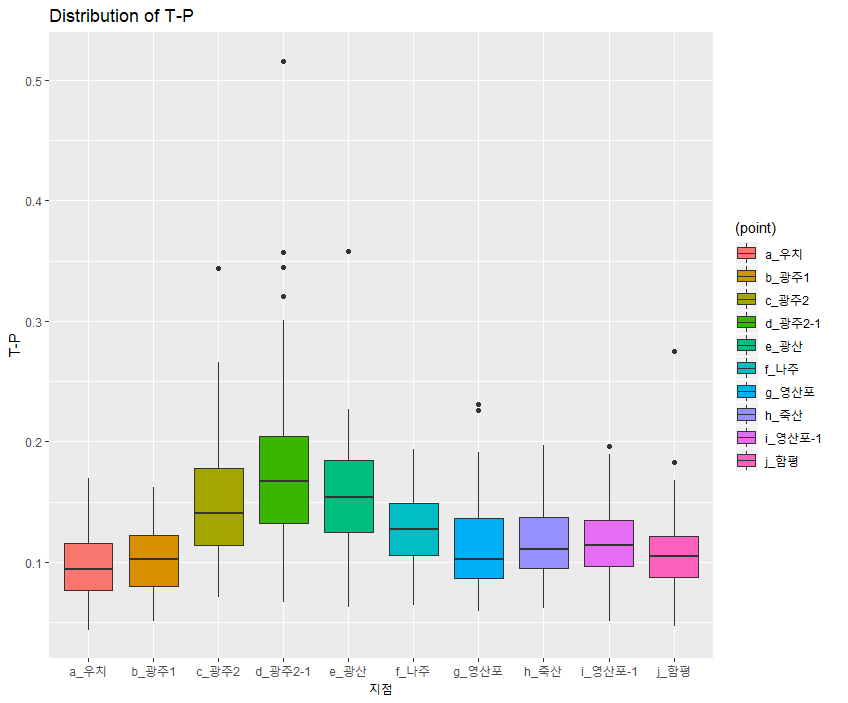 Distribution of T-P
T-P
0.5
0.4
0.3
0.2
0.1
a_우치 b_광주1 c_광주2 d_광주2-1 e_광산 f_나주 g_영산포 h_죽산 i_영산포-1 j_함평
지점
(point)
a_우치
b_광주1
c_광주2
d_광주2-1
e_광산
f_나주
g_영산포
h_죽산
i_영산포-1
j_함평